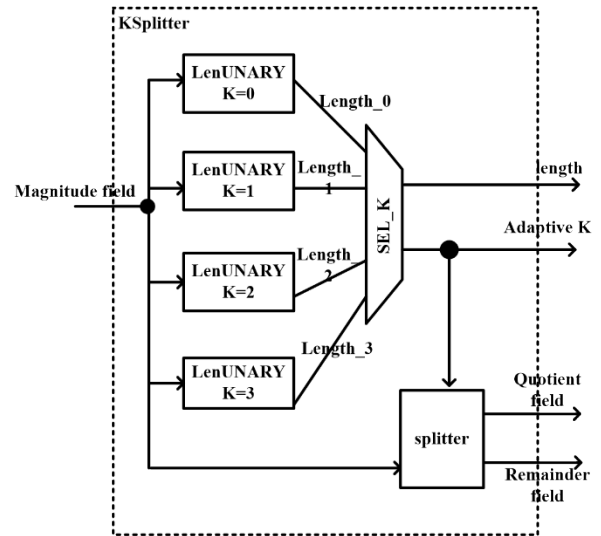 KSplitter
LenUNARY
K=0
Length_0
LenUNARY
K=1
Length_
1
length
Magnitude field
SEL_K
Adaptive K
LenUNARY
K=2
Length_
2
Length_3
LenUNARY
K=3
Quotient
field
splitter
Remainder
field